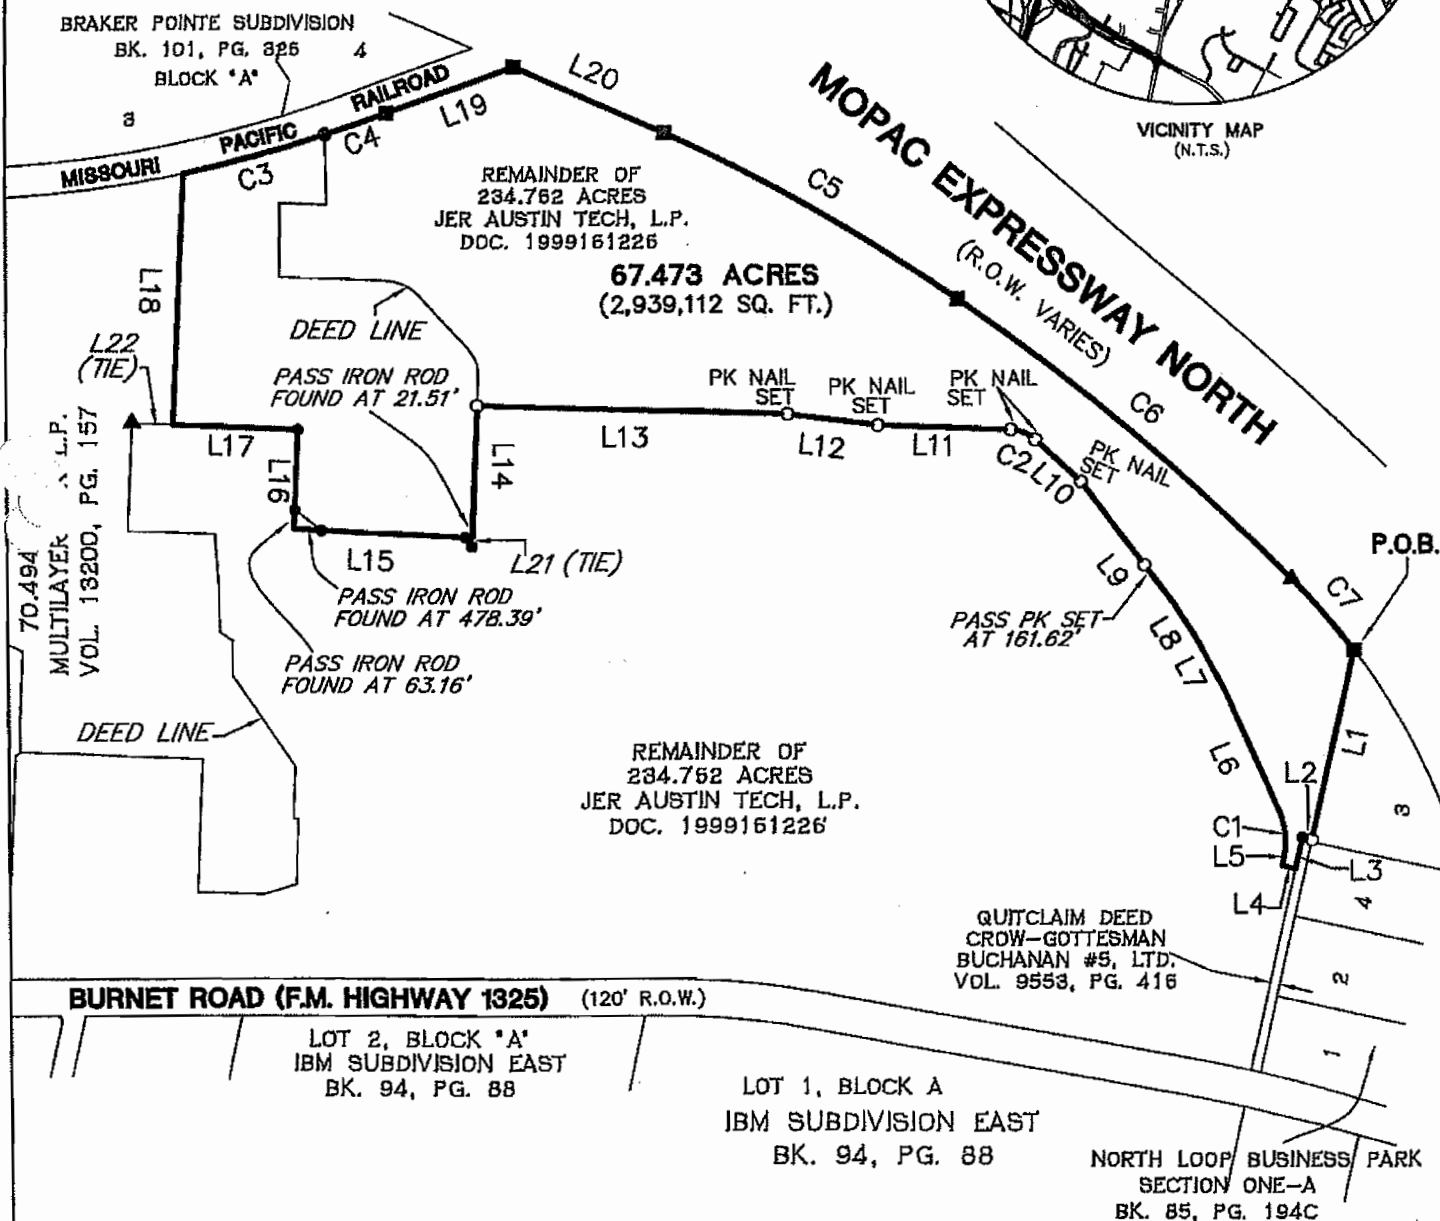 BRAKER POINTE SUBDIVISION
BK. 101, PG. 326
BLOCK "A"
4
8
MISSOURI PACIFIC RAILROAD
C3
C4
L19
L20
VICINITY MAP
(N.T.S.)
MOPAC EXPRESSWAY NORTH
(R.O.W. VARIES)
REMAINDER OF
234.762 ACRES
JER AUSTIN TECH, L.P.
DOC. 1999161226
67.473 ACRES
(2,939,112 SQ. FT.)
C5
C6
C7
P.O.B.
L18
L22
(TIE)
DEED LINE
PASS IRON ROD
FOUND AT 21.51'
PK NAIL
SET
PK NAIL
SET
PK NAIL
SET
PK NAIL
SET
L17
L16
L14
L13
L12
L11
C2
L10
L15
L21 (TIE)
L9
PASS IRON ROD
FOUND AT 478.39'
PASS IRON ROD
FOUND AT 63.16'
PASS PK SET
AT 161.62'
L8
L7
L6
L1
L2
C1
L5
L3
L4
70.494
MULTILAYER L.P.
VOL. 13200, PG. 157
DEED LINE
REMAINDER OF
234.762 ACRES
JER AUSTIN TECH, L.P.
DOC. 1999161226
3
4
2
1
QUITCLAIM DEED
CROW-GOTTESMAN
BUCHANAN #5, LTD.
VOL. 9553, PG. 416
BURNET ROAD (F.M. HIGHWAY 1325) (120' R.O.W.)
LOT 2, BLOCK "A"
IBM SUBDIVISION EAST
BK. 94, PG. 88
LOT 1, BLOCK A
IBM SUBDIVISION EAST
BK. 94, PG. 88
NORTH LOOP BUSINESS PARK
SECTION ONE-A
BK. 85, PG. 194C